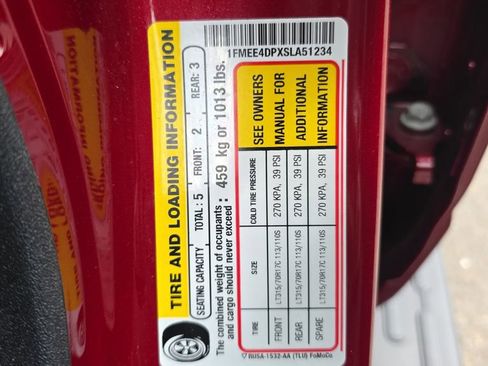 1FMEE4DPXSLA51234
TIRE AND LOADING INFORMATION
SEATING CAPACITY TOTAL: 5 FRONT: 2 REAR: 3
The combined weight of occupants and cargo should never exceed: 459 kg or 1013 lbs.
TIRE SIZE COLD TIRE PRESSURE SEE OWNERS
FRONT LT315/70R17C 113/110S 270 KPA, 39 PSI MANUAL FOR
REAR LT315/70R17C 113/110S 270 KPA, 39 PSI ADDITIONAL
SPARE LT315/70R17C 113/110S 270 KPA, 39 PSI INFORMATION
1532-AA (TLU) FoMoCo